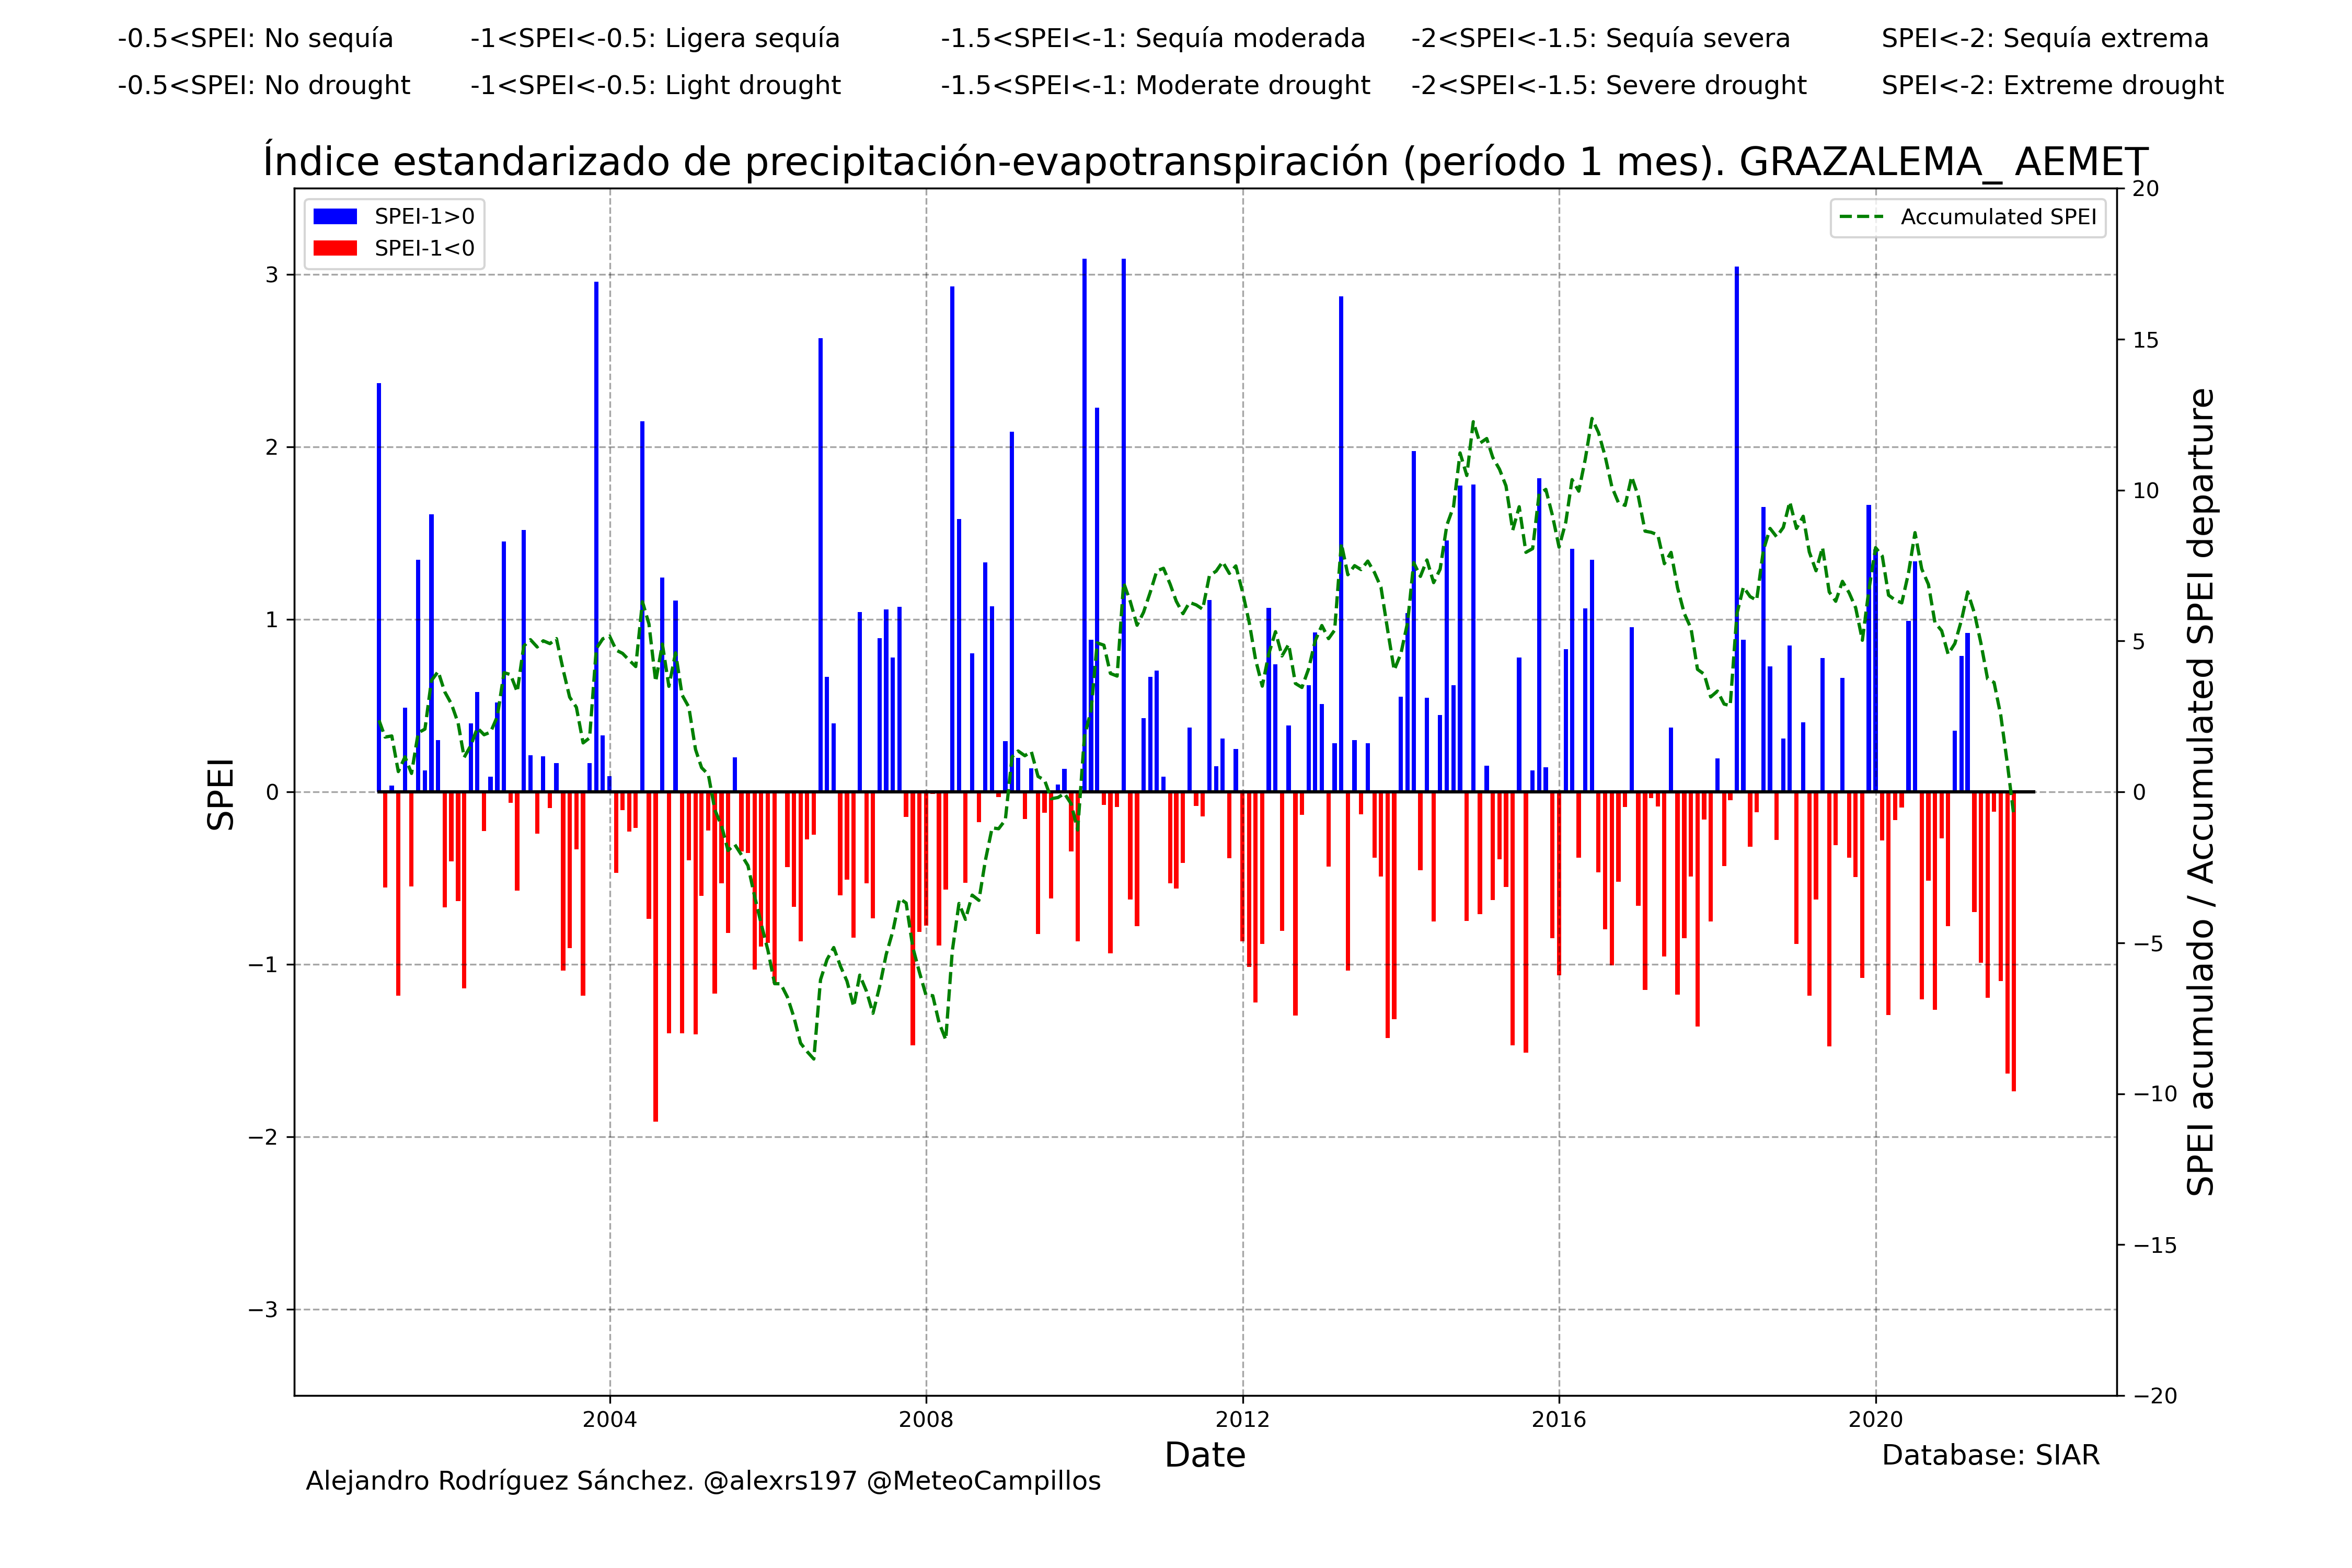 -0.5<SPEI: No sequía -1<SPEI<-0.5: Ligera sequía -1.5<SPEI<-1: Sequía moderada -2<SPEI<-1.5: Sequía severa SPEI<-2: Sequía extrema
-0.5<SPEI: No drought -1<SPEI<-0.5: Light drought -1.5<SPEI<-1: Moderate drought -2<SPEI<-1.5: Severe drought SPEI<-2: Extreme drought
Índice estandarizado de precipitación-evapotranspiración (período 1 mes). GRAZALEMA_ AEMET
SPEI-1>0
SPEI-1<0
Accumulated SPEI
SPEI
3
2
1
0
−1
−2
−3
20
15
10
5
0
−5
−10
−15
−20
SPEI acumulado / Accumulated SPEI departure
2004 2008 2012 2016 2020
Date
Database: SIAR
Alejandro Rodríguez Sánchez. @alexrs197 @MeteoCampillos